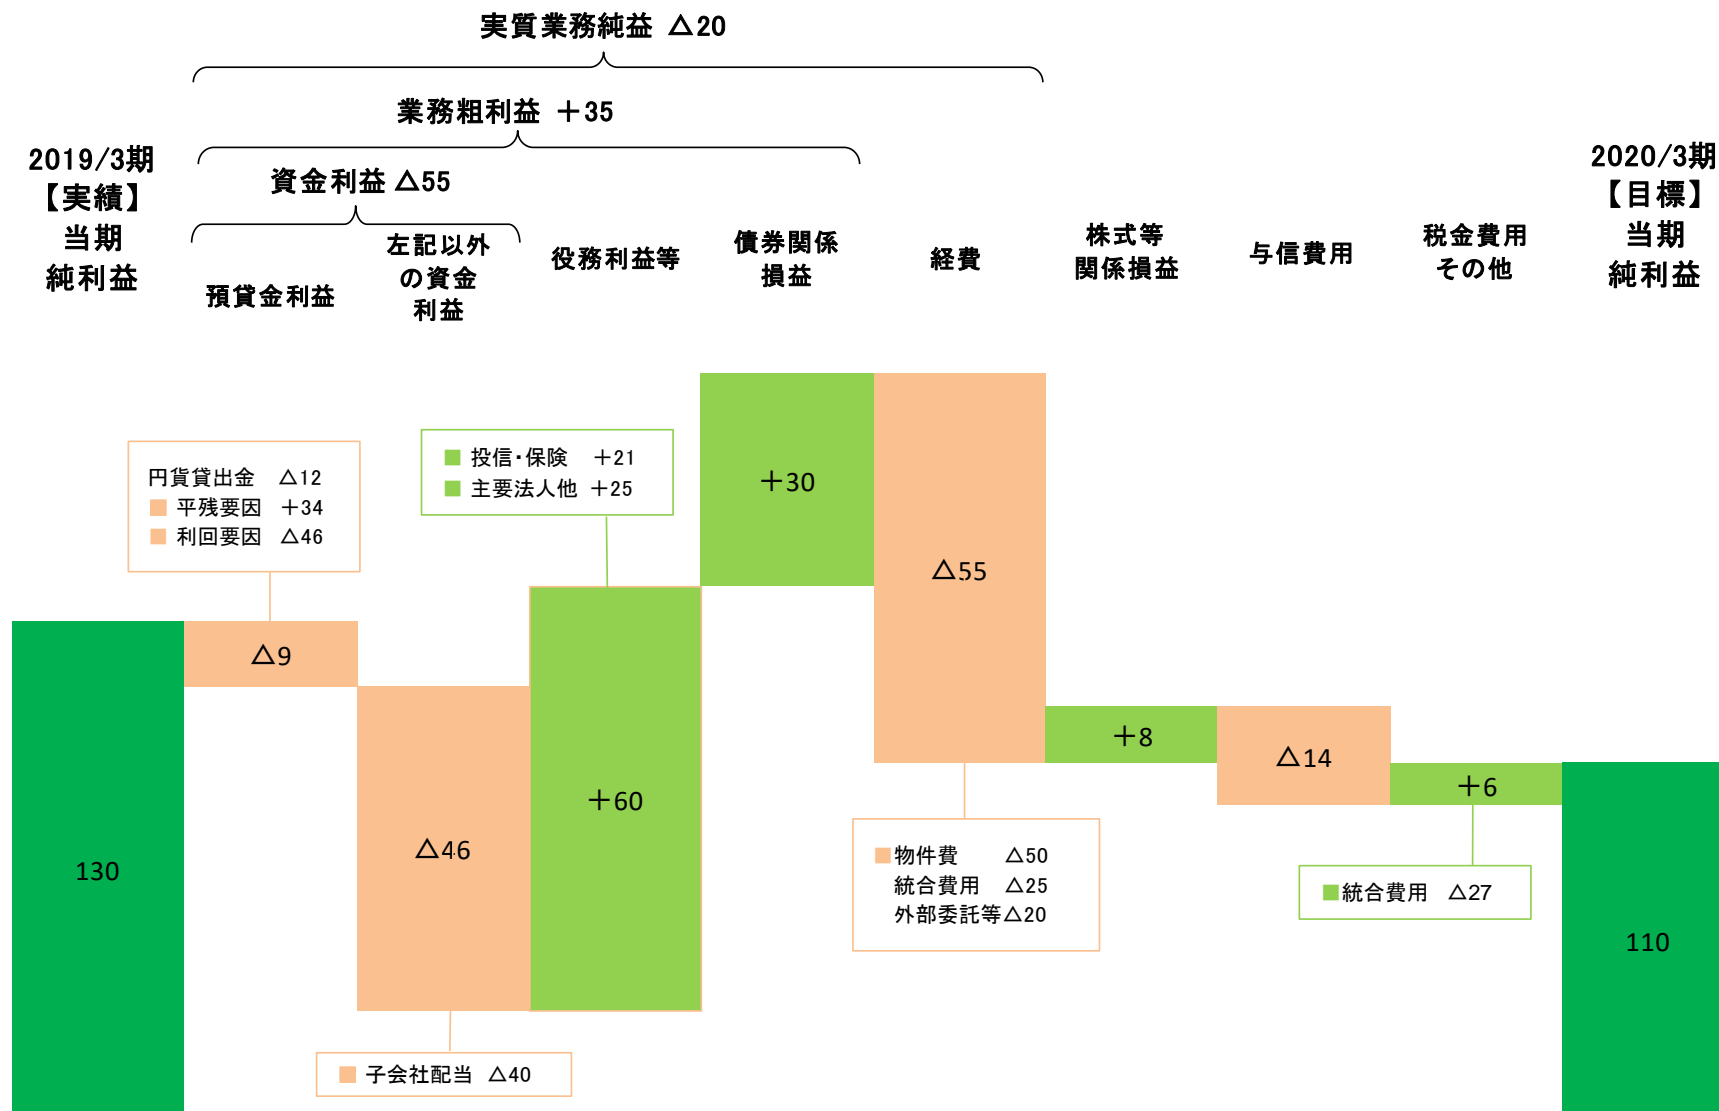 実質業務純益 △20
業務粗利益 ＋35
資金利益 △55
2019/3期
【実績】
当期
純利益
預貸金利益
左記以外
の資金
利益
役務利益等
債券関係
損益
経費
株式等
関係損益
与信費用
税金費用
その他
2020/3期
【目標】
当期
純利益
円貨貸出金 △12
平残要因 ＋34
利回要因 △46
投信・保険 ＋21
主要法人他 ＋25
130
△9
△46
＋60
＋30
△55
＋8
△14
＋6
110
子会社配当 △40
物件費 △50
統合費用 △25
外部委託等△20
統合費用 △27